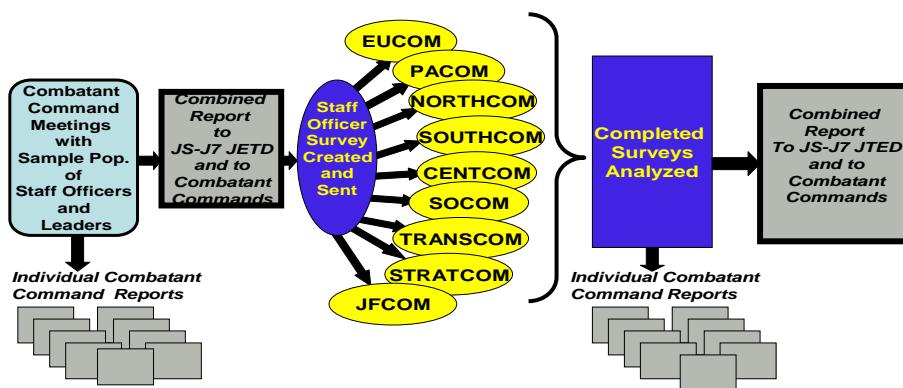 Combatant
Command
Meetings
with
Sample Pop.
of
Staff Officers
and
Leaders
Individual Combatant
Command Reports
Combined
Report
to
JS-J7 JETD
and to
Combatant
Commands
Staff
Officer
Survey
Created
and
Sent
EUCOM
PACOM
NORTHCOM
SOUTHCOM
CENTCOM
SOCOM
TRANSCOM
STRATCOM
JFCOM
Completed
Surveys
Analyzed
Individual Combatant
Command Reports
Combined
Report
To JS-J7 JTED
and to
Combatant
Commands